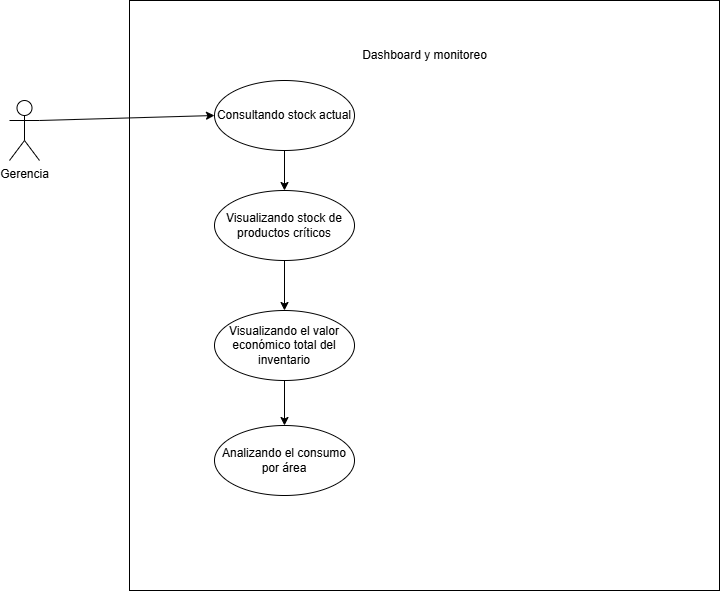 Dashboard y monitoreo
Consultando stock actual
Gerencia
Visualizando stock de
productos críticos
Visualizando el valor
económico total del
inventario
Analizando el consumo
por área